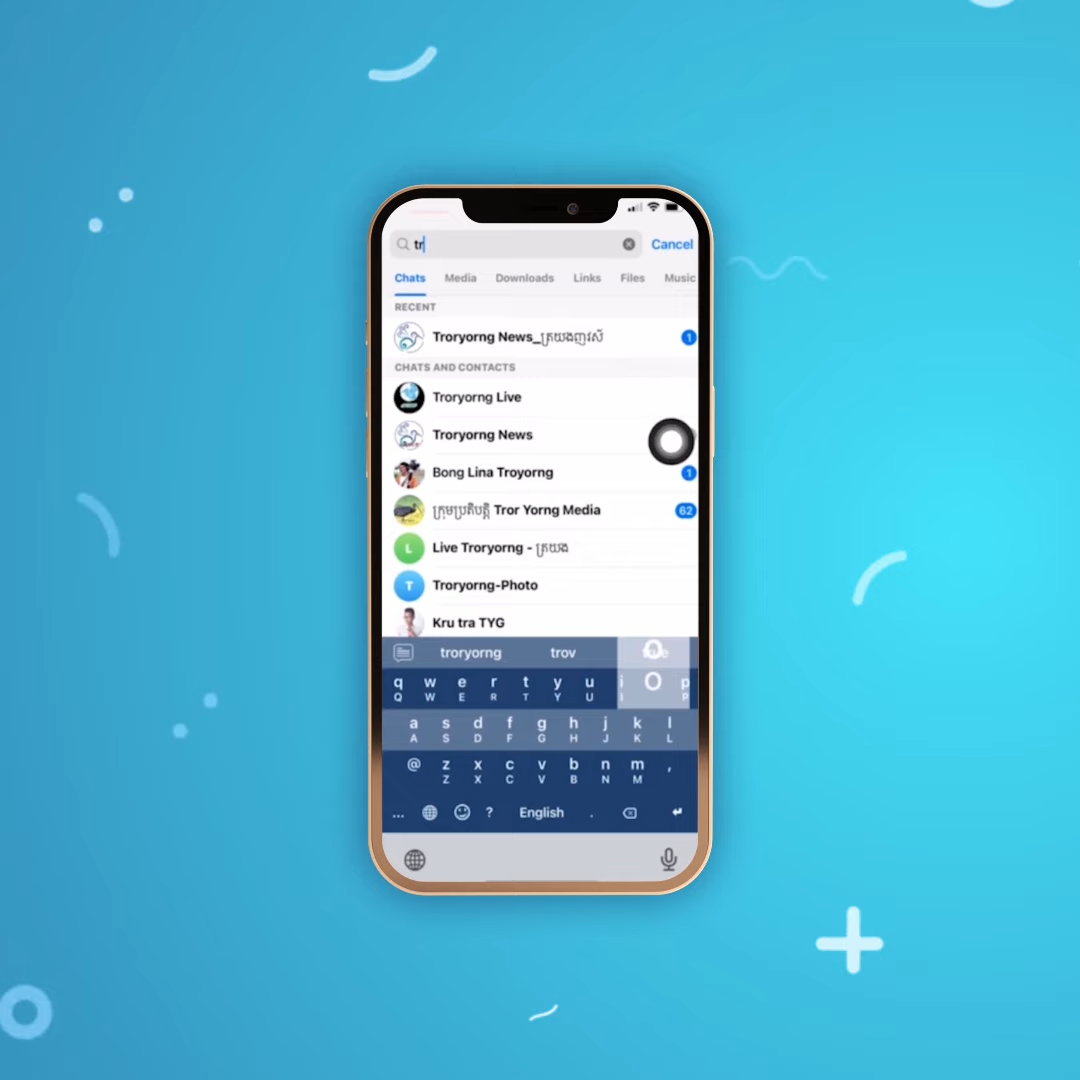 tr
Cancel
Chats Media Downloads Links Files Music
RECENT
Troryorng News_ត្រយងញូវស៍ 1
CHATS AND CONTACTS
Troryorng Live
Troryorng News
Bong Lina Troyorng 1
ក្រុមប្រតិបត្តិ Tror Yorng Media 62
L Live Troryorng - ត្រយង
T Troryorng-Photo
Kru tra TYG
troryorng trov
O
q w e r t y u i O p
Q W E R T Y U I P
a s d f g h j k l
A S D F G H J K L
@ z x c v b n m ,
Z X C V B N M
... ? English .